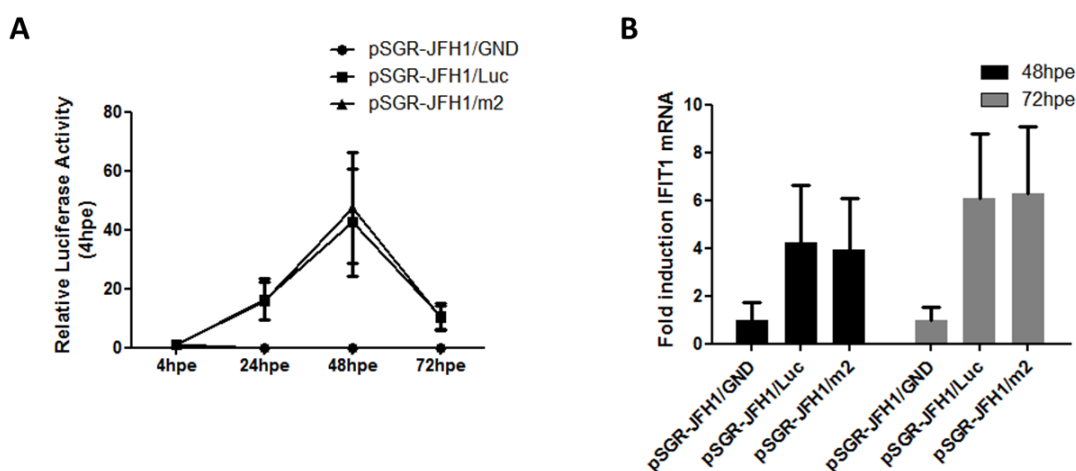 A
pSGR-JFH1/GND
pSGR-JFH1/Luc
pSGR-JFH1/m2
Relative Luciferase Activity
(4hpe)
80
60
40
20
0
4hpe 24hpe 48hpe 72hpe
B
48hpe
72hpe
Fold induction IFIT1 mRNA
10
8
6
4
2
0
pSGR-JFH1/GND
pSGR-JFH1/Luc
pSGR-JFH1/m2
pSGR-JFH1/GND
pSGR-JFH1/Luc
pSGR-JFH1/m2